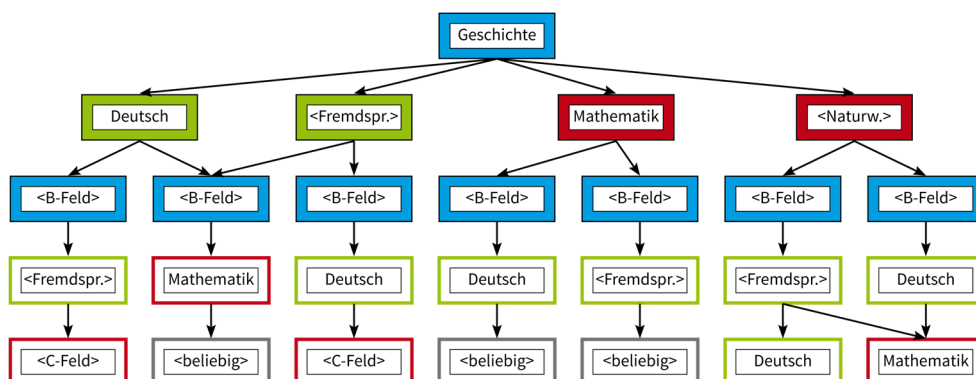 Geschichte
Deutsch
<Fremdspr.>
Mathematik
<Naturw.>
<B-Feld>
<B-Feld>
<B-Feld>
<B-Feld>
<B-Feld>
<B-Feld>
<B-Feld>
<Fremdspr.>
Mathematik
Deutsch
Deutsch
<Fremdspr.>
<Fremdspr.>
Deutsch
<C-Feld>
<beliebig>
<C-Feld>
<beliebig>
<beliebig>
Deutsch
Mathematik